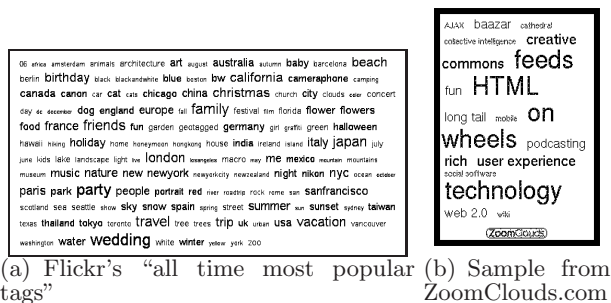 06 africa amsterdam animals architecture art august australia autumn baby barcelona beach
berlin birthday black blackandwhite blue boston bw california cameraphone camping
canada canon car cat cats chicago china christmas church city clouds color concert
day dc december dog england europe fall family festival film florida flower flowers
food france friends fun garden geotagged germany girl graffiti green halloween
hawaii hiking holiday home honeymoon hongkong house india ireland island italy japan july
june kids lake landscape light live london losangeles macro may me mexico mountain mountains
museum music nature new newyork newyorkcity newzealand night nikon nyc ocean october
paris park party people portrait red river roadtrip rock rome san sanfrancisco
scotland sea seattle show sky snow spain spring street summer sun sunset sydney taiwan
texas thailand tokyo toronto travel tree trees trip uk urban usa vacation vancouver
washington water wedding white winter yellow york zoo
(a) Flickr's "all time most popular
tags"
AJAX baazar cathedral
collective intelligence creative
commons feeds
fun HTML
long tail mobile on
wheels podcasting
rich user experience
social software
technology
web 2.0 wiki
ZoomClouds
(b) Sample from
ZoomClouds.com